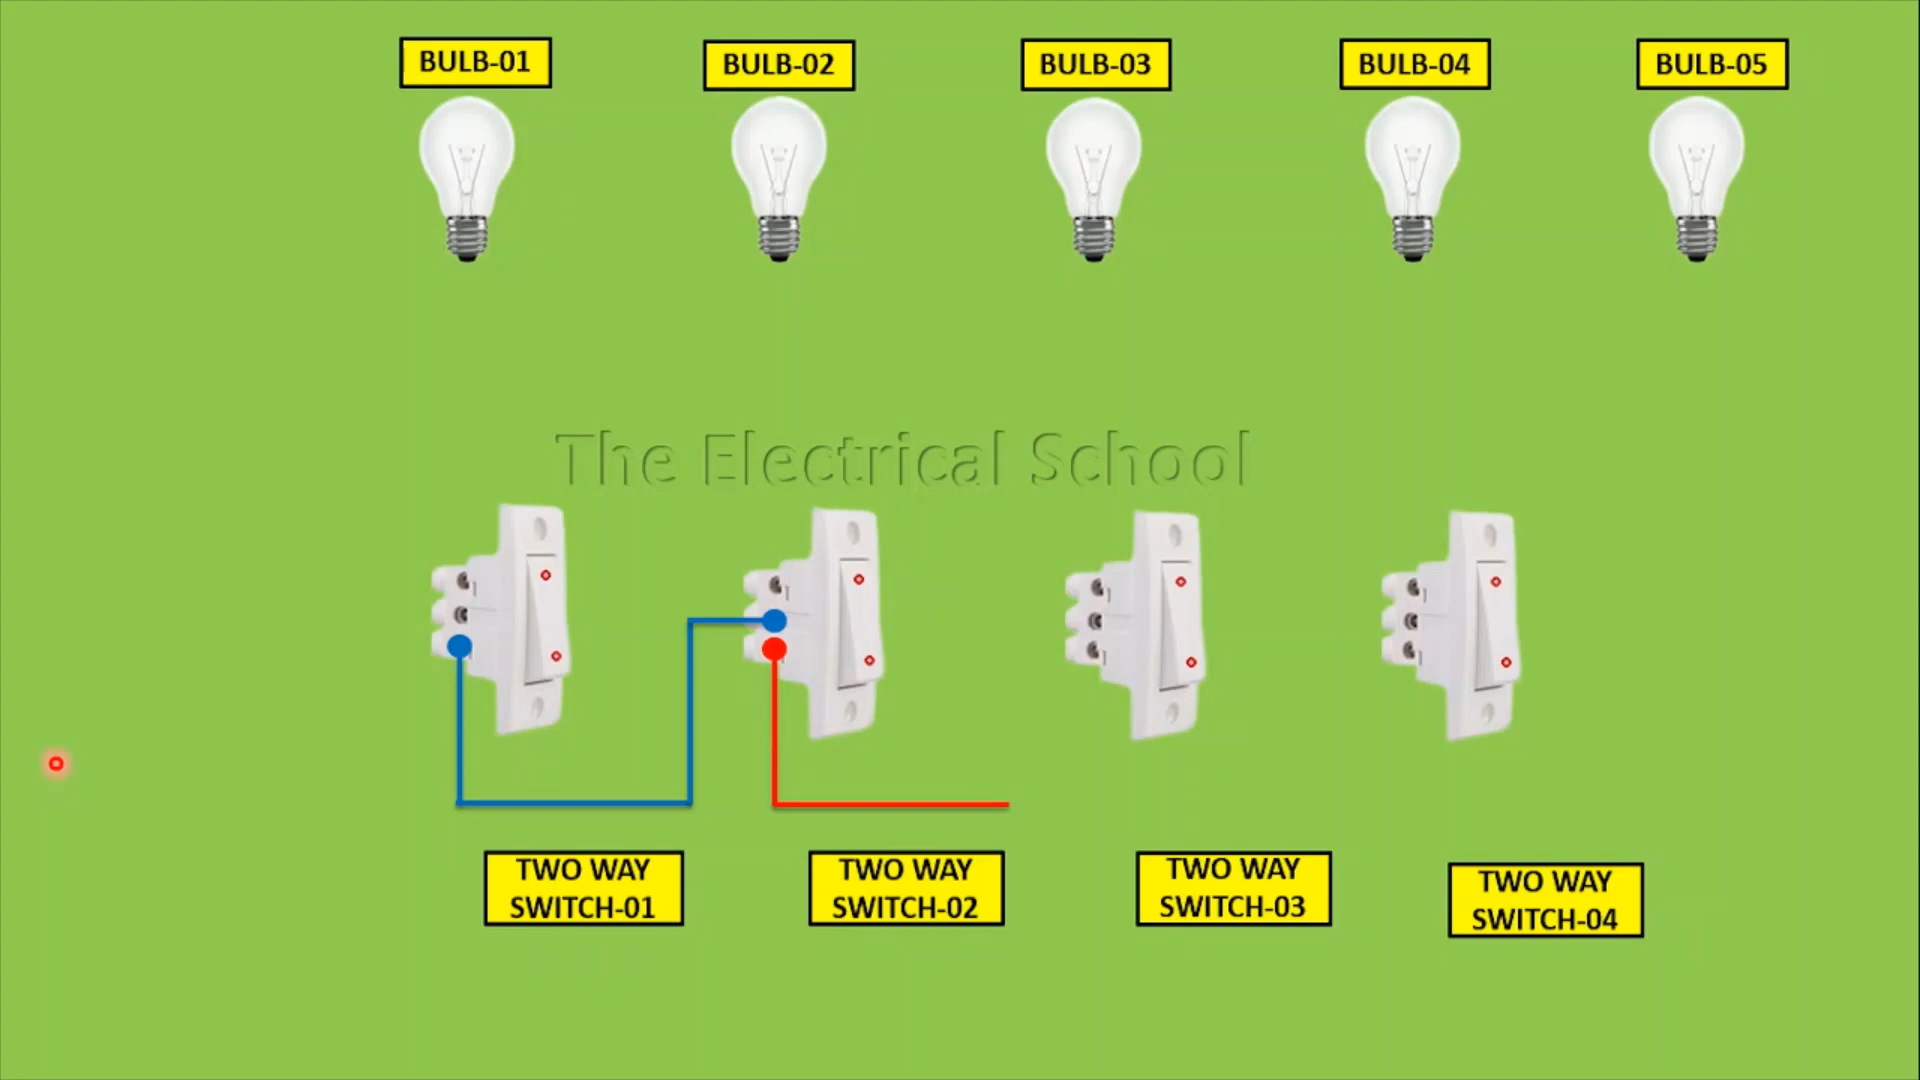 BULB-01
BULB-02
BULB-03
BULB-04
BULB-05
The Electrical School
TWO WAY
SWITCH-01
TWO WAY
SWITCH-02
TWO WAY
SWITCH-03
TWO WAY
SWITCH-04